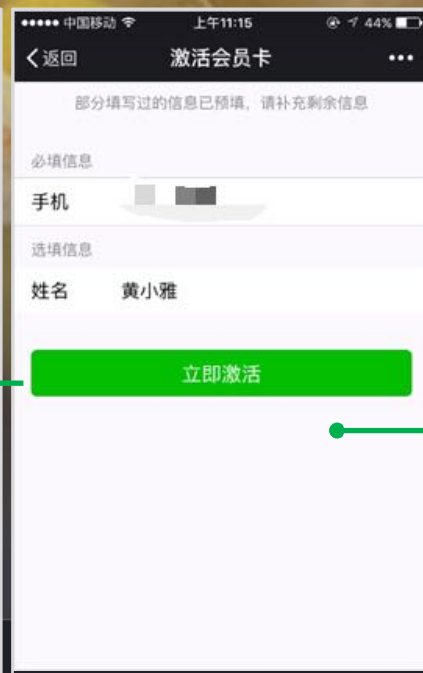 中国移动 上午11:15 44%
返回 激活会员卡
部分填写过的信息已预填，请补充剩余信息
必填信息
手机
选填信息
姓名 黄小雅
立即激活